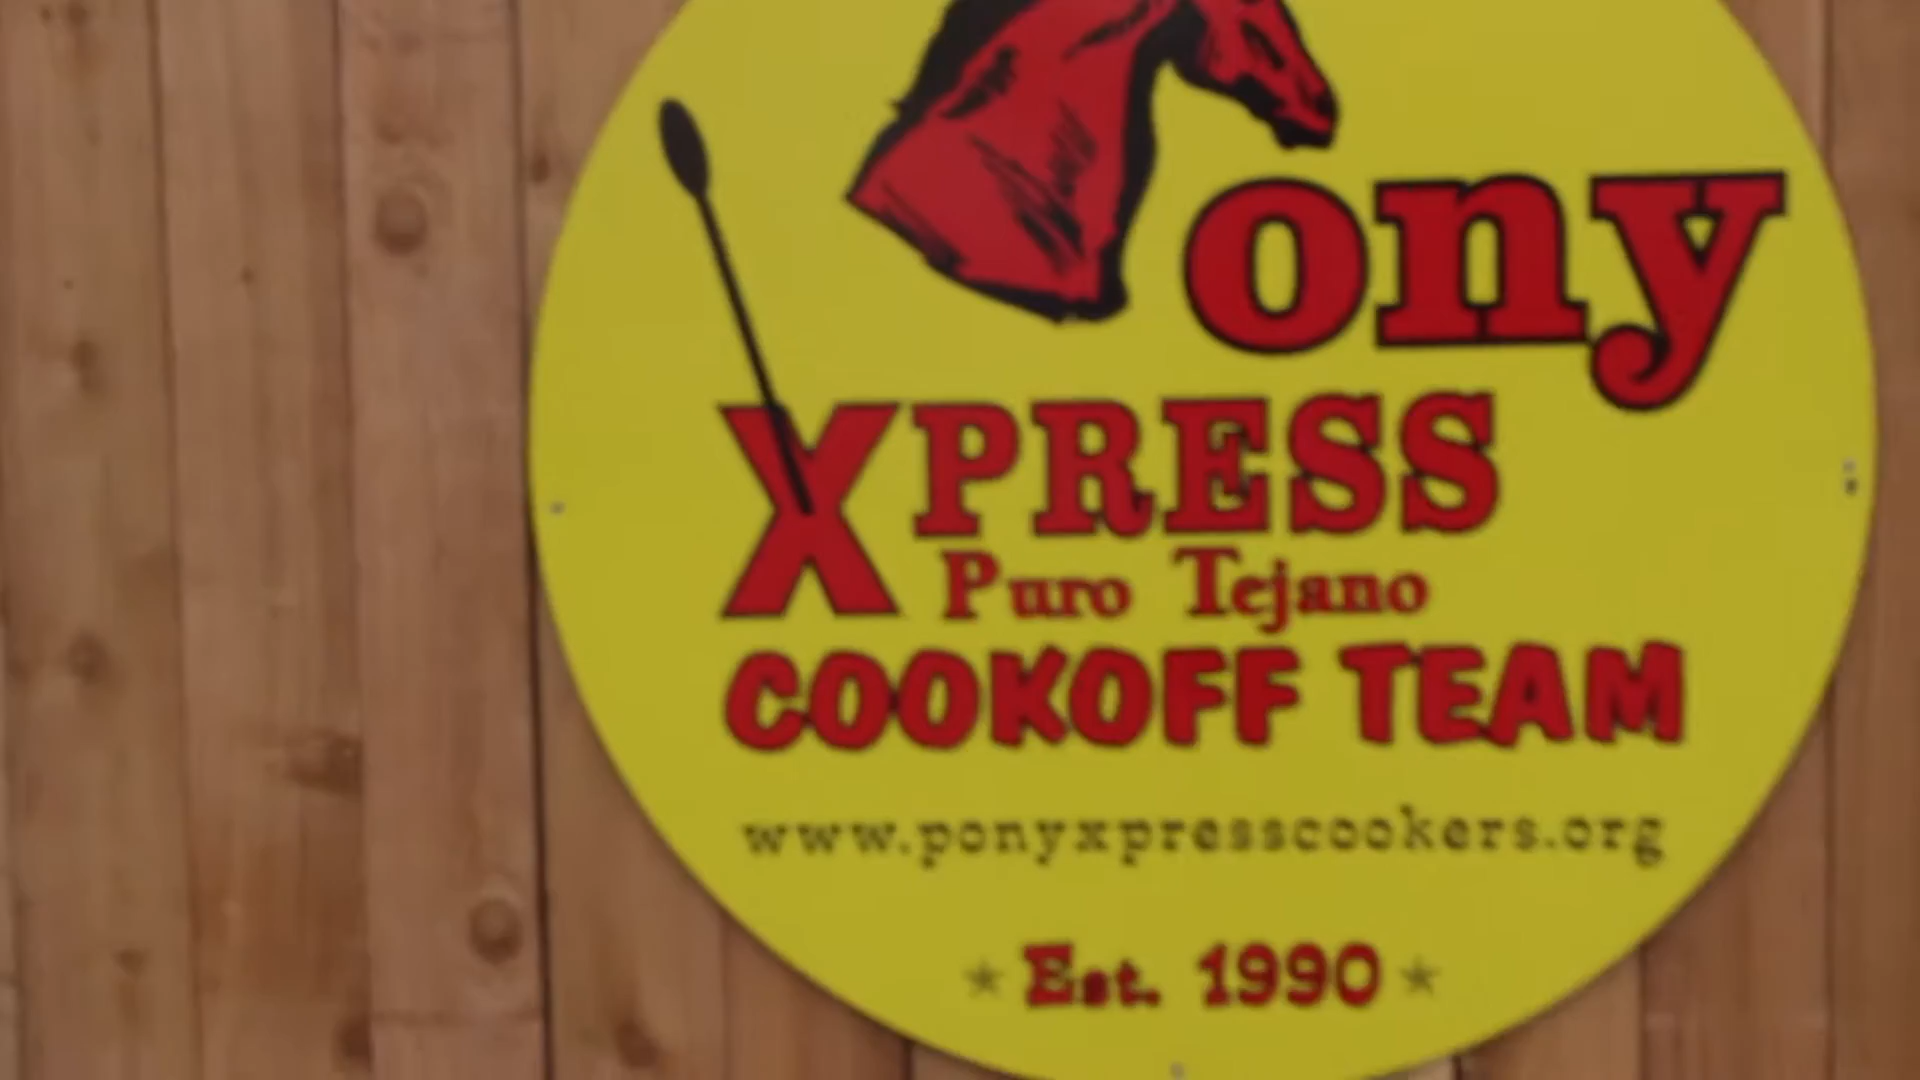 ony
XPRESS
Puro Tejano
COOKOFF TEAM
www.ponyxpresscookers.org
Est. 1990